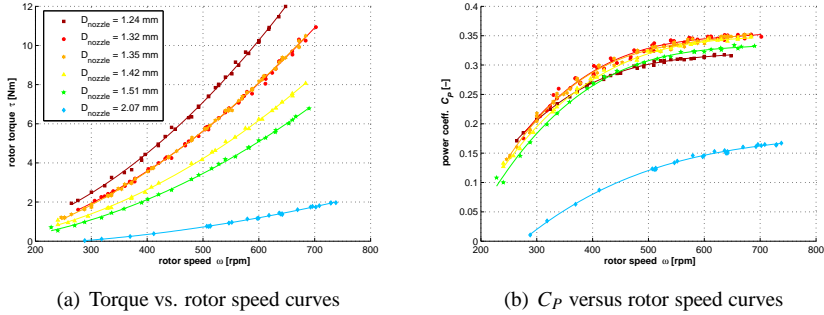 12
10
8
6
4
2
0
rotor torque τ [Nm]
D_nozzle = 1.24 mm
D_nozzle = 1.32 mm
D_nozzle = 1.35 mm
D_nozzle = 1.42 mm
D_nozzle = 1.51 mm
D_nozzle = 2.07 mm
200 300 400 500 600 700 800
rotor speed ω [rpm]
(a) Torque vs. rotor speed curves
0.4
0.35
0.3
0.25
0.2
0.15
0.1
0.05
0
power coeff. C_P [-]
200 300 400 500 600 700 800
rotor speed ω [rpm]
(b) C_P versus rotor speed curves